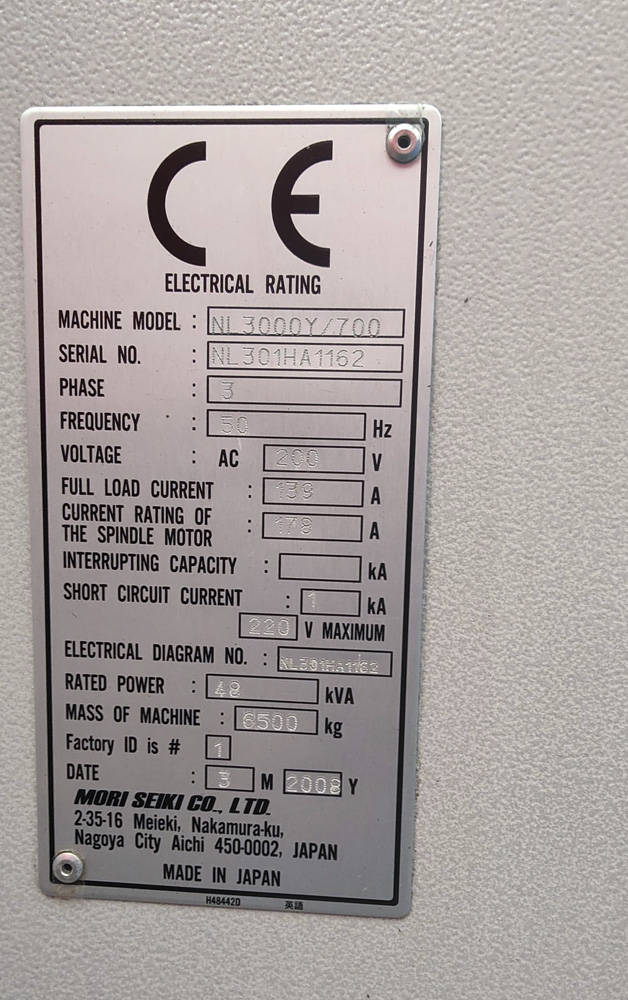 CE
ELECTRICAL RATING
MACHINE MODEL : NL3000Y/700
SERIAL NO. : NL301HA1162
PHASE : 3
FREQUENCY : 50 Hz
VOLTAGE : AC 200 V
FULL LOAD CURRENT : 139 A
CURRENT RATING OF
THE SPINDLE MOTOR : 178 A
INTERRUPTING CAPACITY : kA
SHORT CIRCUIT CURRENT : 1 kA
220 V MAXIMUM
ELECTRICAL DIAGRAM NO. : NL301HA1162
RATED POWER : 48 kVA
MASS OF MACHINE : 6500 kg
Factory ID is # 1
DATE : 3 M 2008 Y
MORI SEIKI CO., LTD.
2-35-16 Meieki, Nakamura-ku,
Nagoya City Aichi 450-0002, JAPAN
MADE IN JAPAN
H48442D 英語